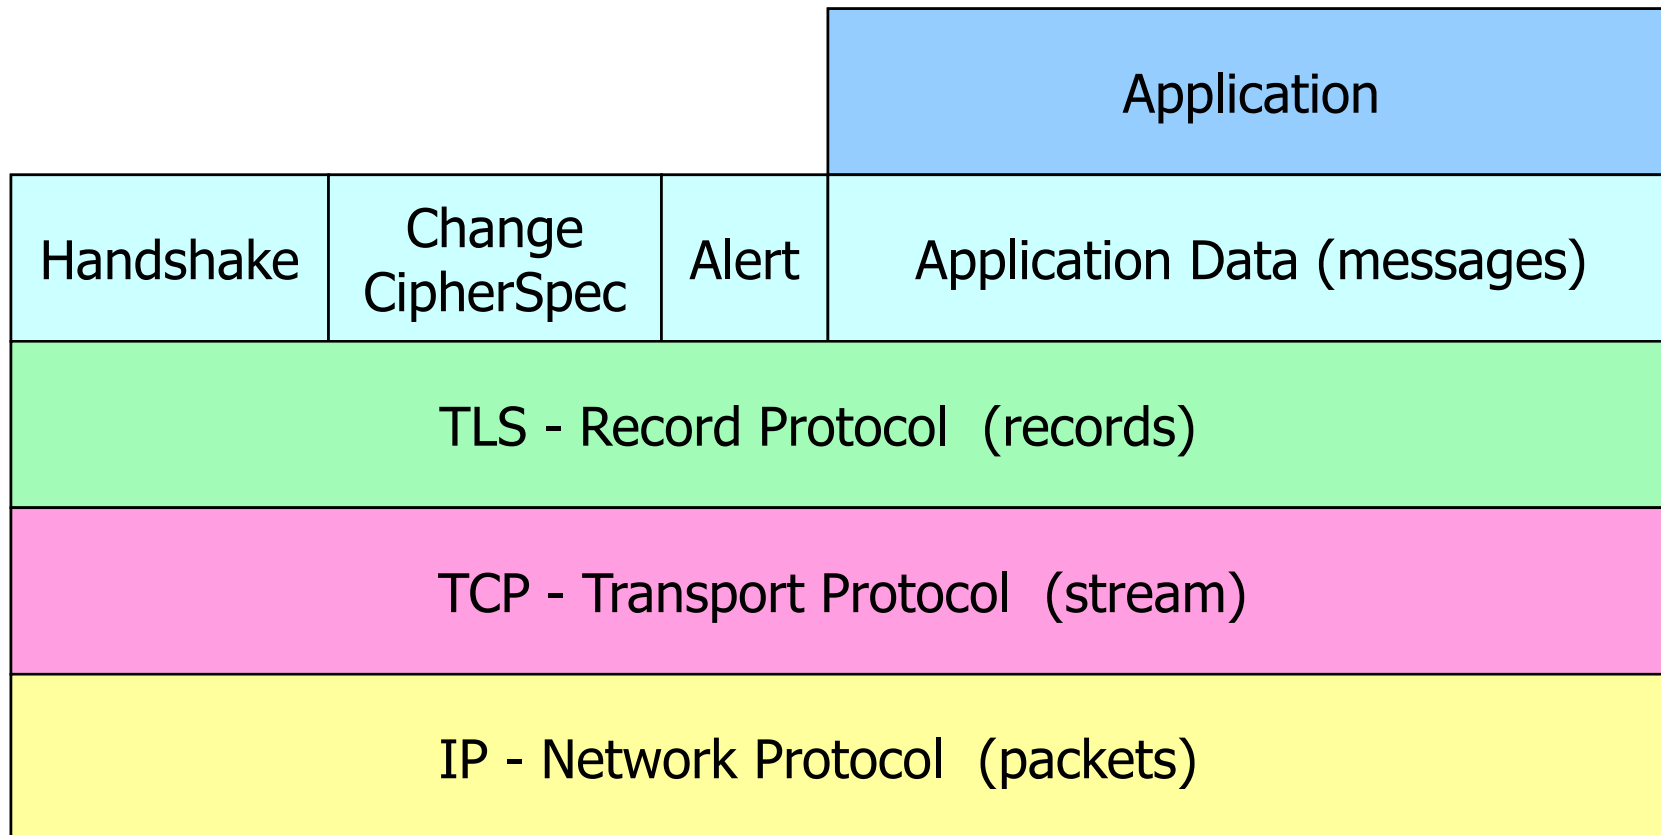 Application
Handshake
Change
CipherSpec
Alert
Application Data (messages)
TLS - Record Protocol  (records)
TCP - Transport Protocol  (stream)
IP - Network Protocol  (packets)